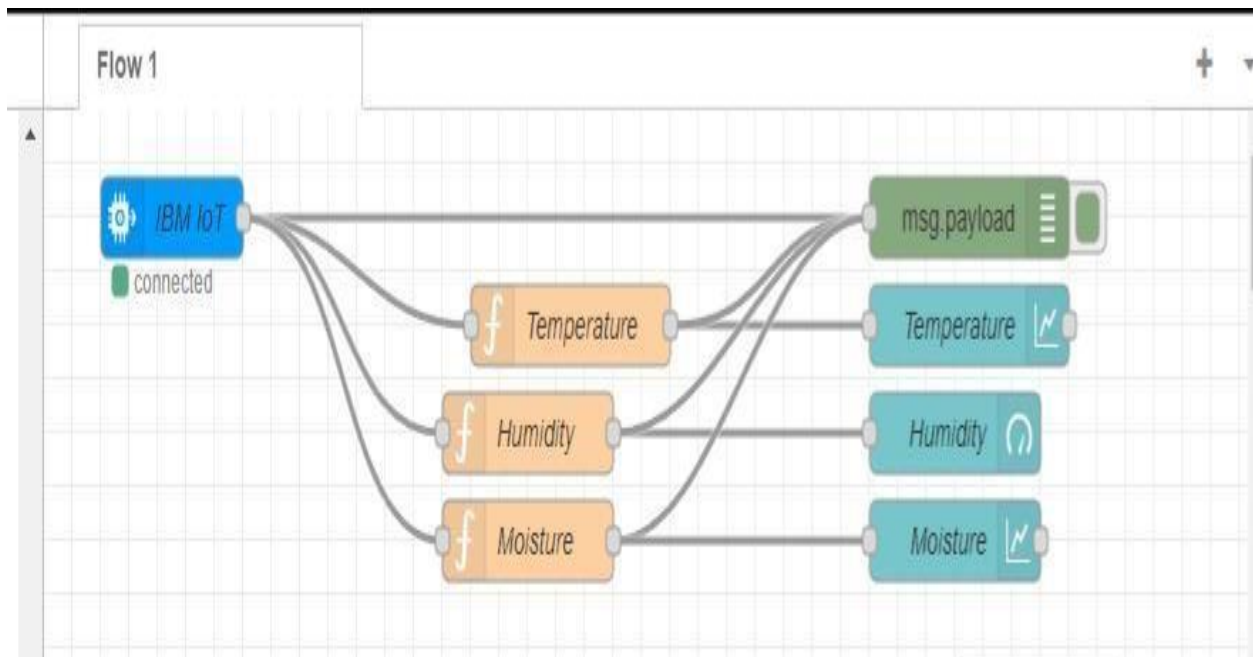 Flow 1
IBM IoT
connected
msg.payload
Temperature
Temperature
Humidity
Humidity
Moisture
Moisture